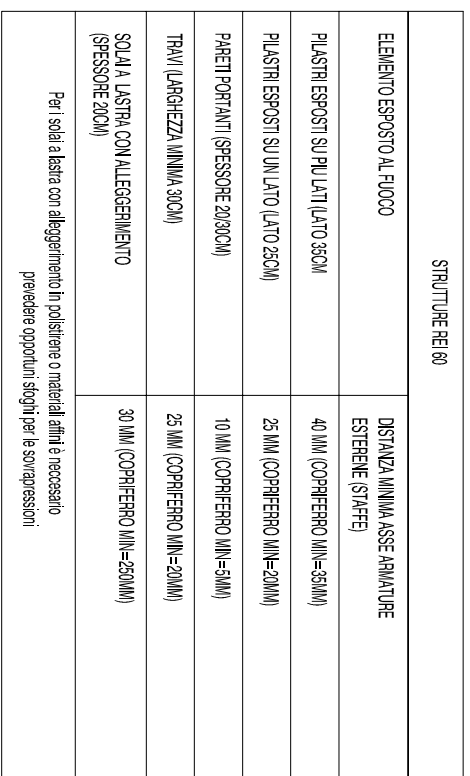 STRUTTURE REI 60
ELEMENTO ESPOSTO AL FUOCO
DISTANZA MINIMA ASSE ARMATURE
ESTERENE (STAFFE)
PILASTRI ESPOSTI SU PIU LATI (LATO 35CM
40 MM (COPRIFERRO MIN=35MM)
PILASTRI ESPOSTI SU UN LATO (LATO 25CM)
25 MM (COPRIFERRO MIN=20MM)
PARETI PORTANTI (SPESSORE 20/30CM)
10 MM (COPRIFERRO MIN=5MM)
TRAVI (LARGHEZZA MINIMA 30CM)
25 MM (COPRIFERRO MIN=20MM)
SOLAI A LASTRA CON ALLEGGERIMENTO
(SPESSORE 20CM)
30 MM (COPRIFERRO MIN=250MM)
Per i solai a lastra con alleggerimento in polistirene o materiali affini è neccesario
prevedere opportuni sfoghi per le sovrapressioni